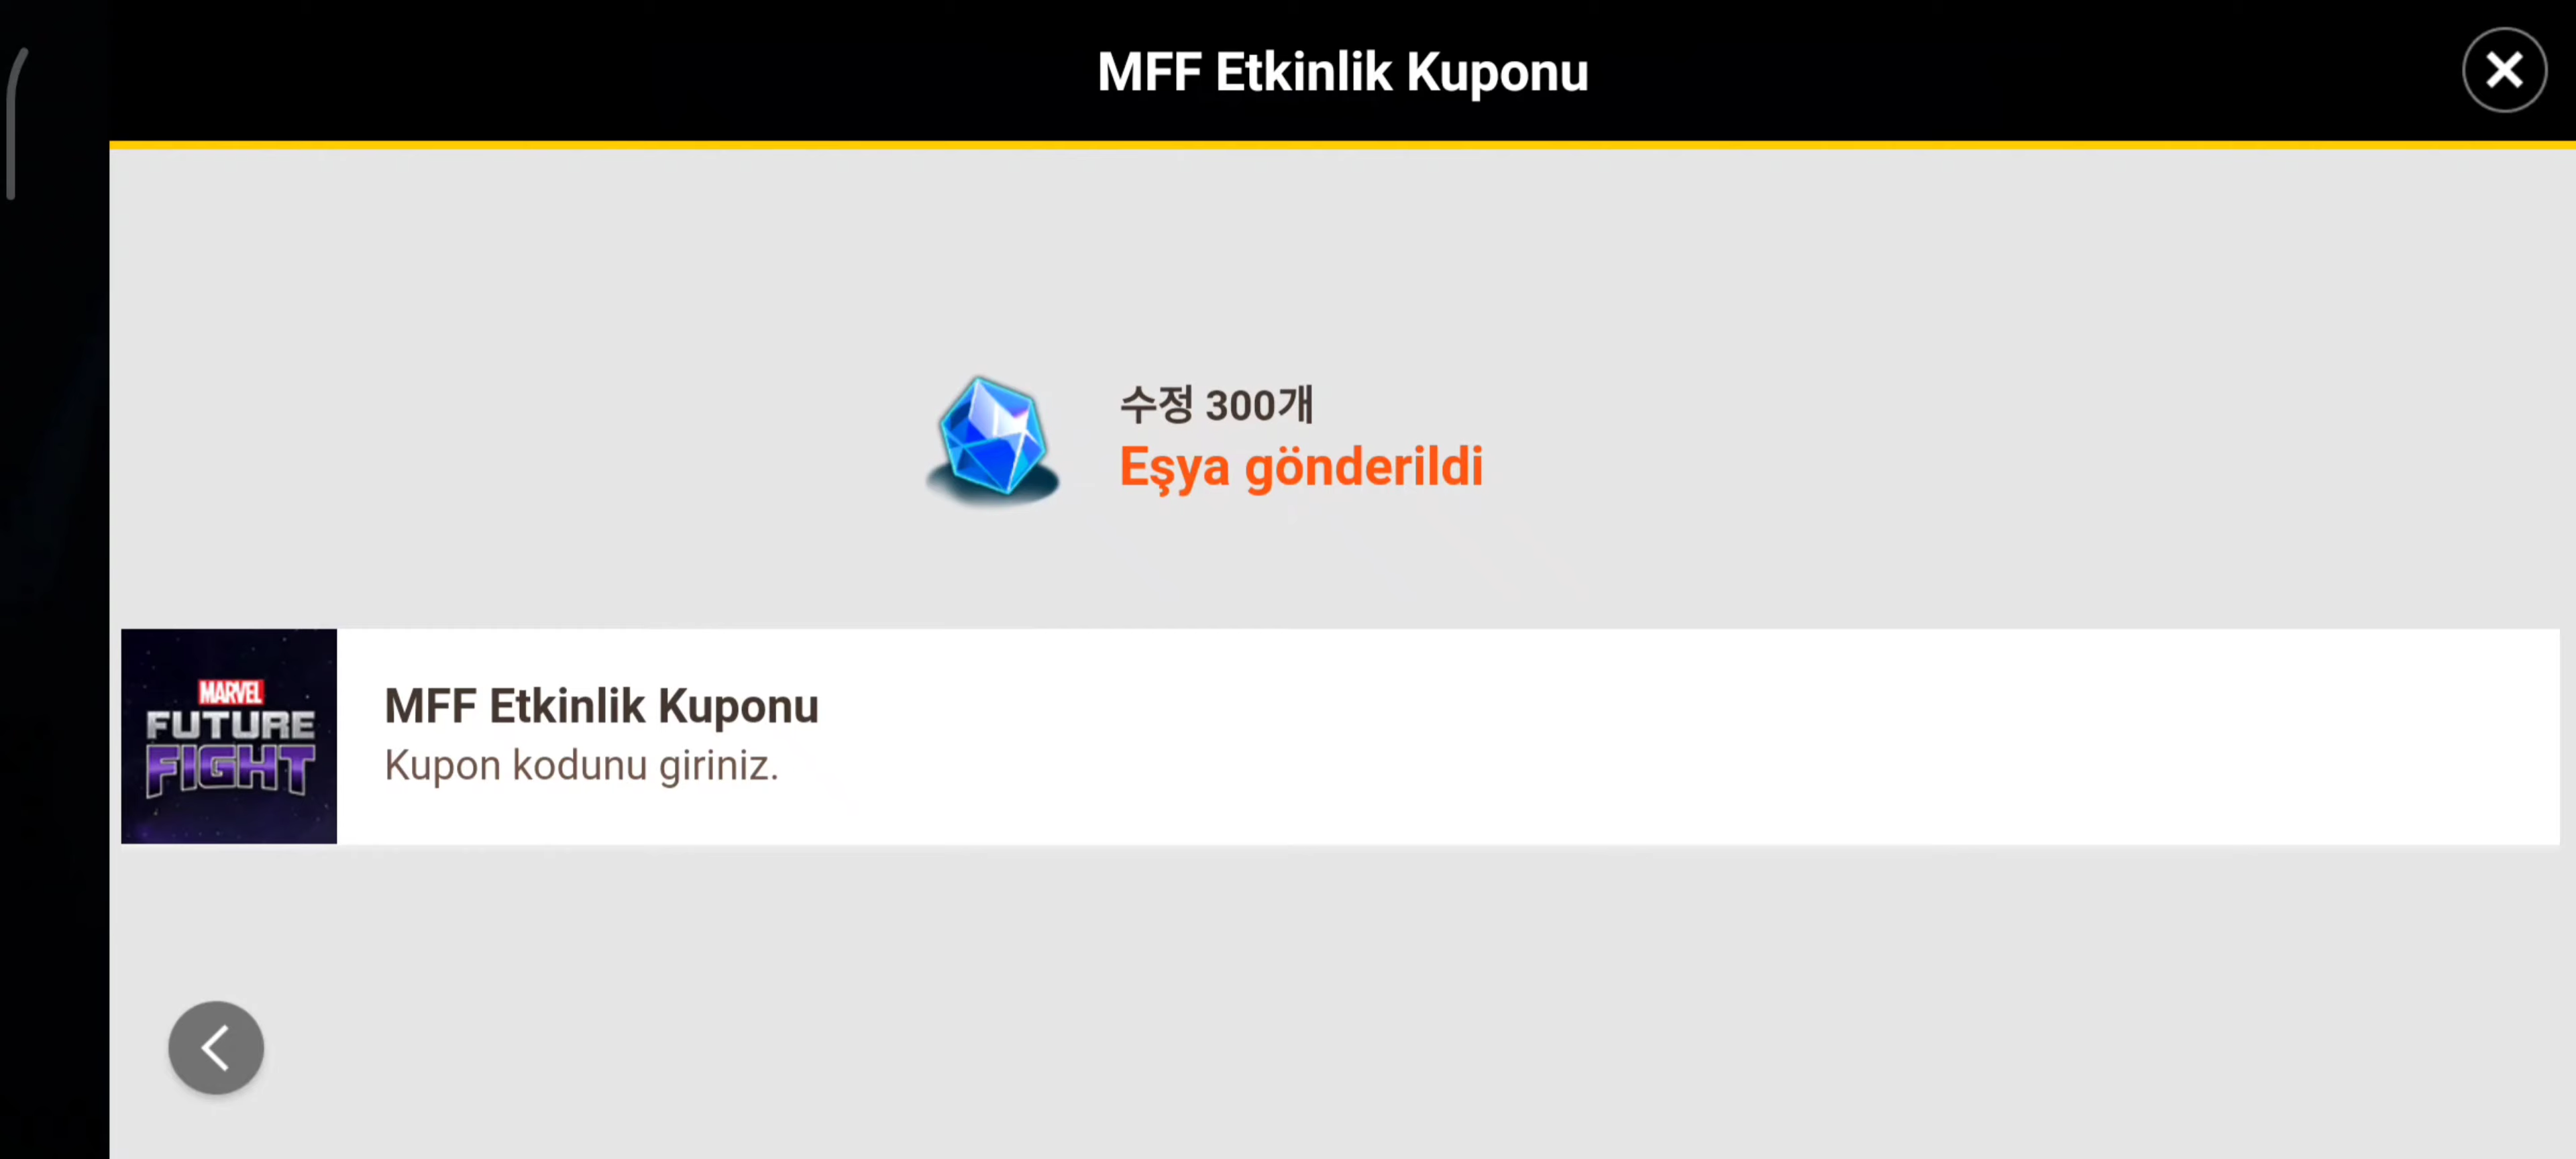 MFF Etkinlik Kuponu
수정 300개
Eşya gönderildi
MARVEL
FUTURE
FIGHT
MFF Etkinlik Kuponu
Kupon kodunu giriniz.